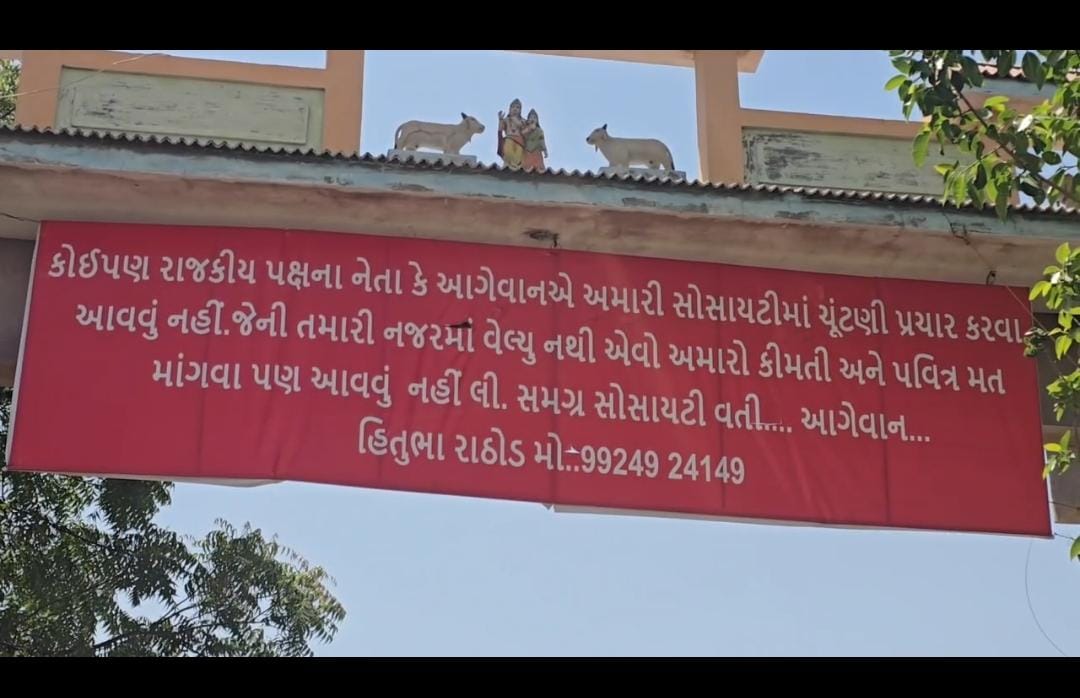 કોઈપણ રાજકીય પક્ષના નેતા કે આગેવાનએ અમારી સોસાયટીમાં ચૂંટણી પ્રચાર કરવા
આવવું નહીં.જેની તમારી નજરમાં વેલ્યુ નથી એવો અમારો કીમતી અને પવિત્ર મત
માંગવા પણ આવવું નહીં લી. સમગ્ર સોસાયટી વતી..... આગેવાન...
હિતુભા રાઠોડ મો..99249 24149